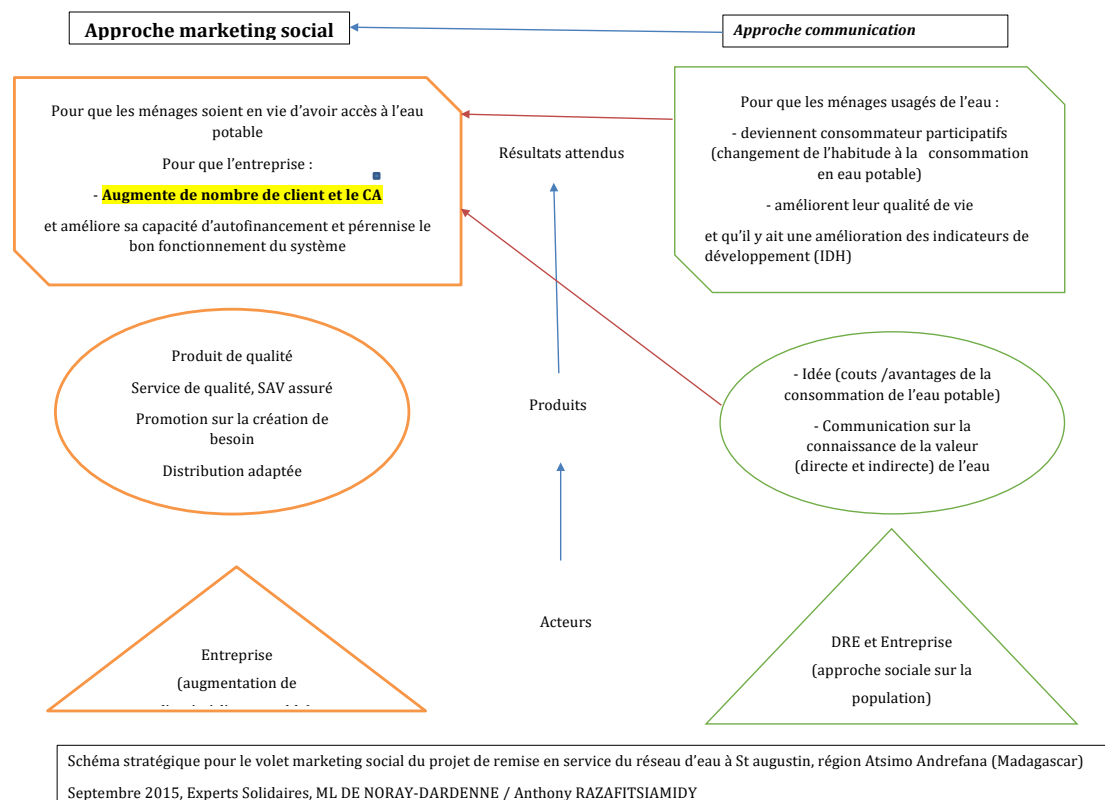 Approche marketing social
Approche communication
Pour que les ménages soient en vie d'avoir accès à l'eau
potable
Pour que l'entreprise :
- Augmente de nombre de client et le CA
et améliore sa capacité d'autofinancement et pérennise le
bon fonctionnement du système
Résultats attendus
Pour que les ménages usagés de l'eau :
- deviennent consommateur participatifs
(changement de l'habitude à la consommation
en eau potable)
- améliorent leur qualité de vie
et qu'il y ait une amélioration des indicateurs de
développement (IDH)
Produit de qualité
Service de qualité, SAV assuré
Promotion sur la création de
besoin
Distribution adaptée
Produits
- Idée (couts /avantages de la
consommation de l'eau potable)
- Communication sur la
connaissance de la valeur
(directe et indirecte) de l'eau
Entreprise
(augmentation de
Acteurs
DRE et Entreprise
(approche sociale sur la
population)
Schéma stratégique pour le volet marketing social du projet de remise en service du réseau d'eau à St augustin, région Atsimo Andrefana (Madagascar)
Septembre 2015, Experts Solidaires, ML DE NORAY-DARDENNE / Anthony RAZAFITSIAMIDY